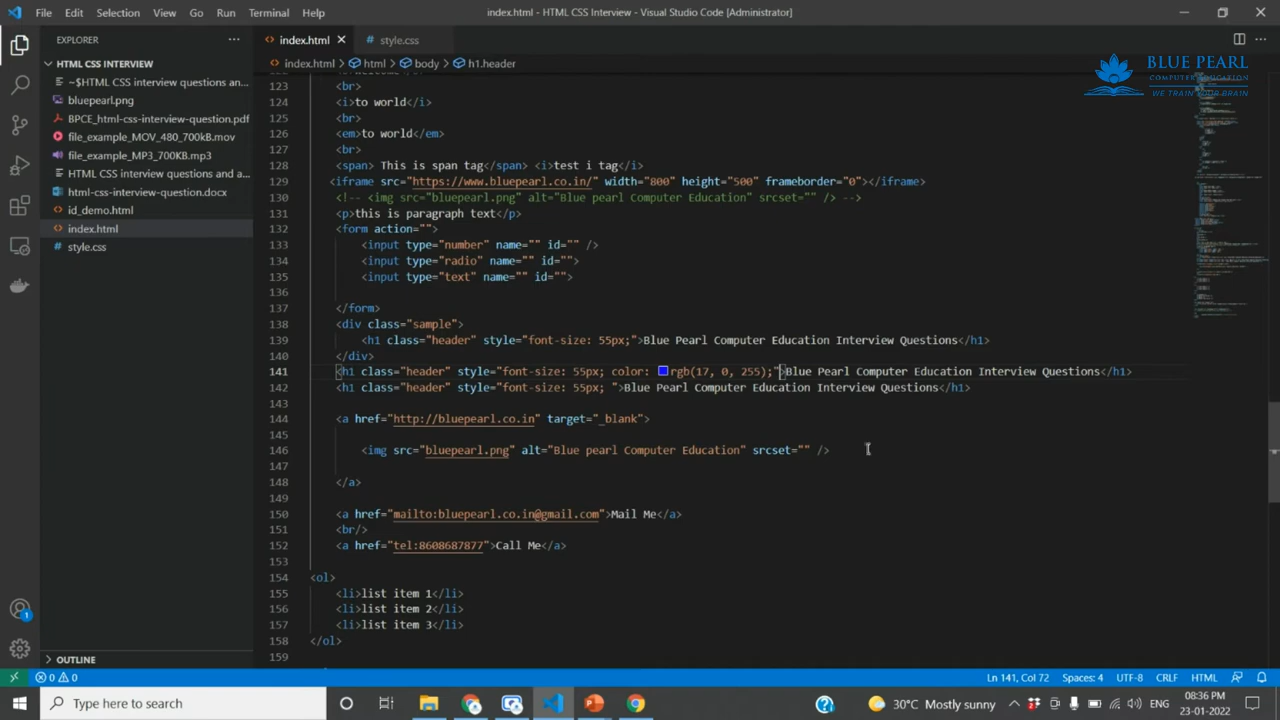 File Edit Selection View Go Run Terminal Help
index.html - HTML CSS Interview - Visual Studio Code [Administrator]
EXPLORER
index.html
style.css
HTML CSS INTERVIEW
index.html > html > body > h1.header
BLUE PEARL
COMPUTER EDUCATION
WE TRAIN YOUR BRAIN
~$HTML CSS interview questions an...
bluepearl.png
BPCE_html-css-interview-question.pdf
file_example_MOV_480_700kB.mov
file_example_MP3_700KB.mp3
HTML CSS interview questions and a...
html-css-interview-question.docx
id_demo.html
index.html
style.css
123 <br>
124 <i>to world</i>
125 <br>
126 <em>to world</em>
127 <br>
128 <span> This is span tag</span> <i>test i tag</i>
129 <iframe src="https://www.bluepearl.co.in/" width="800" height="500" frameborder="0"></iframe>
130 <!-- <img src="bluepearl.png" alt="Blue pearl Computer Education" srcset="" /> -->
131 <p>this is paragraph text</p>
132 <form action="">
133 <input type="number" name="" id="" />
134 <input type="radio" name="" id="">
135 <input type="text" name="" id="">
136
137 </form>
138 <div class="sample">
139 <h1 class="header" style="font-size: 55px;">Blue Pearl Computer Education Interview Questions</h1>
140 </div>
141 <h1 class="header" style="font-size: 55px; color: rgb(17, 0, 255);">Blue Pearl Computer Education Interview Questions</h1>
142 <h1 class="header" style="font-size: 55px; ">Blue Pearl Computer Education Interview Questions</h1>
143
144 <a href="http://bluepearl.co.in" target="_blank">
145
146 <img src="bluepearl.png" alt="Blue pearl Computer Education" srcset="" />
147
148 </a>
149
150 <a href="mailto:bluepearl.co.in@gmail.com">Mail Me</a>
151 <br/>
152 <a href="tel:8608687877">Call Me</a>
153
154 <ol>
155 <li>list item 1</li>
156 <li>list item 2</li>
157 <li>list item 3</li>
158 </ol>
159
OUTLINE
0 0
Ln 141, Col 72 Spaces: 4 UTF-8 CRLF HTML
Type here to search
30°C Mostly sunny
ENG
08:36 PM
23-01-2022
1